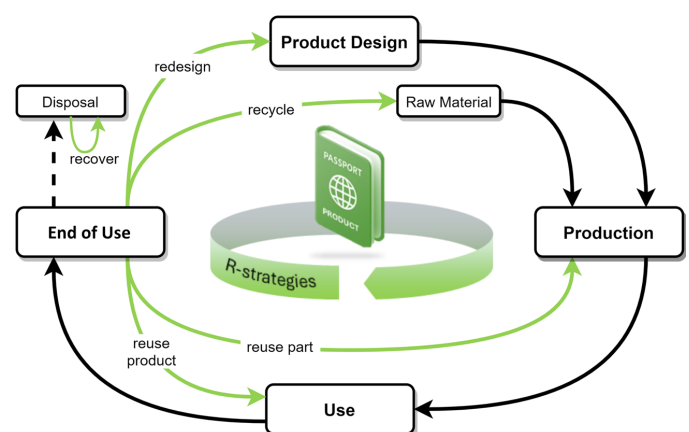 Product Design
redesign
Disposal
recycle
Raw Material
recover
PASSPORT
PRODUCT
End of Use
Production
R-strategies
reuse
product
reuse part
Use